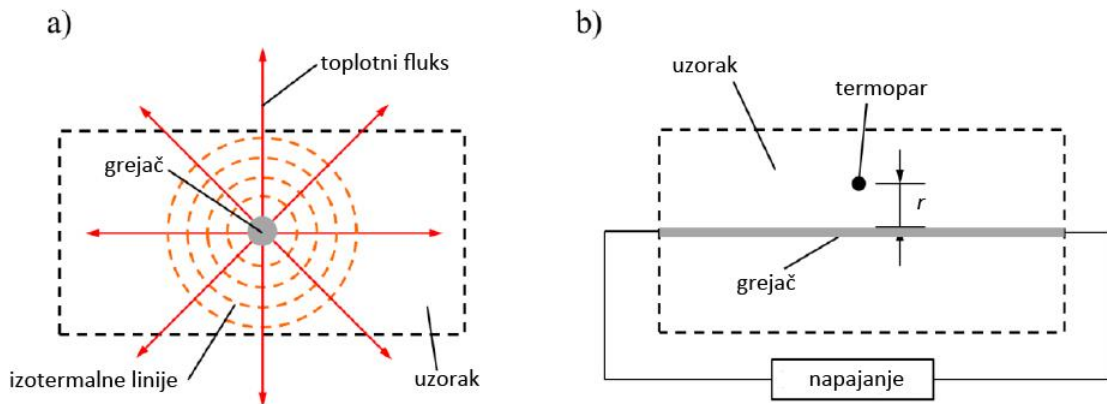 a)
toplotni fluks
grejač
izotermalne linije
uzorak
b)
uzorak
termopar
r
grejač
napajanje